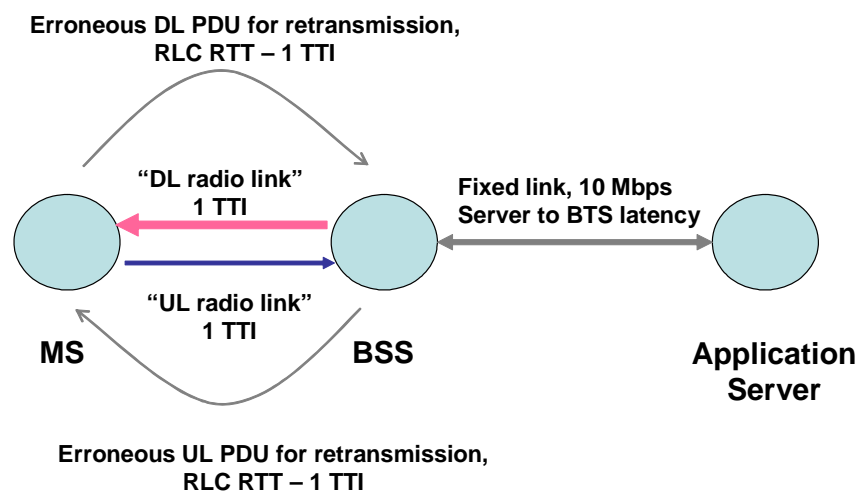 Erroneous DL PDU for retransmission,
RLC RTT – 1 TTI
“DL radio link”
1 TTI
Fixed link, 10 Mbps
Server to BTS latency
“UL radio link”
1 TTI
MS
BSS
Application
Server
Erroneous UL PDU for retransmission,
RLC RTT – 1 TTI